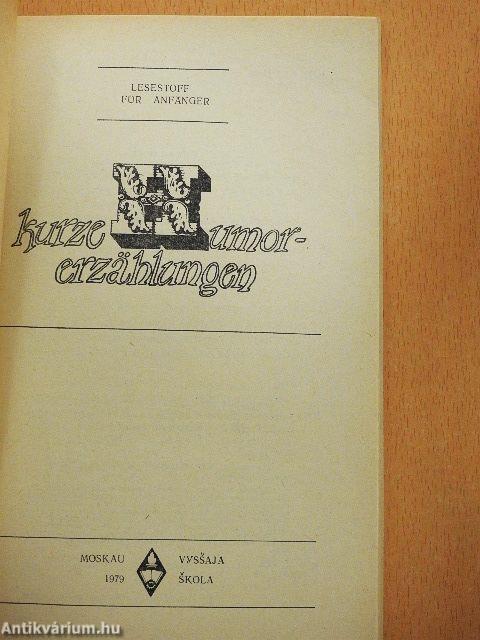 LESESTOFF
FÜR ANFÄNGER
kurze Humor-
erzählungen
MOSKAU VYSŠAJA
1979 ŠKOLA
Antikvárium.hu